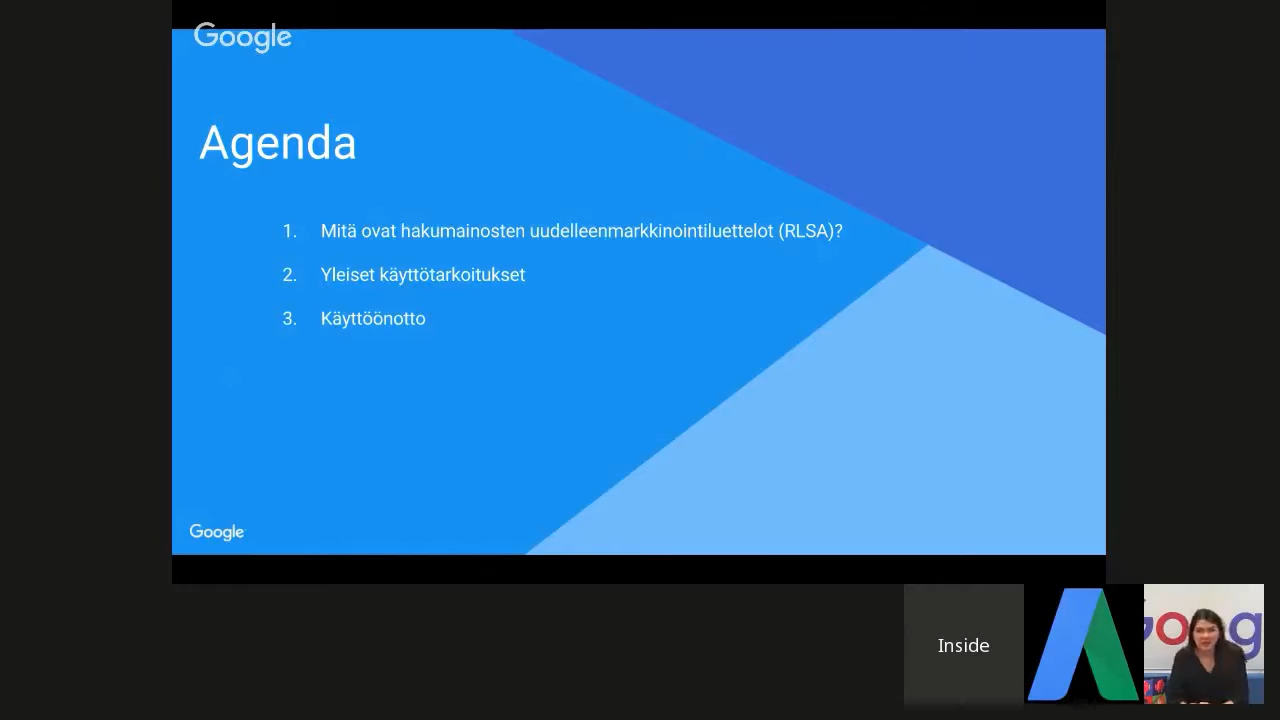 Google
Agenda
1. Mitä ovat hakumainosten uudelleenmarkkinointiluettelot (RLSA)?
2. Yleiset käyttötarkoitukset
3. Käyttöönotto
Google
Inside